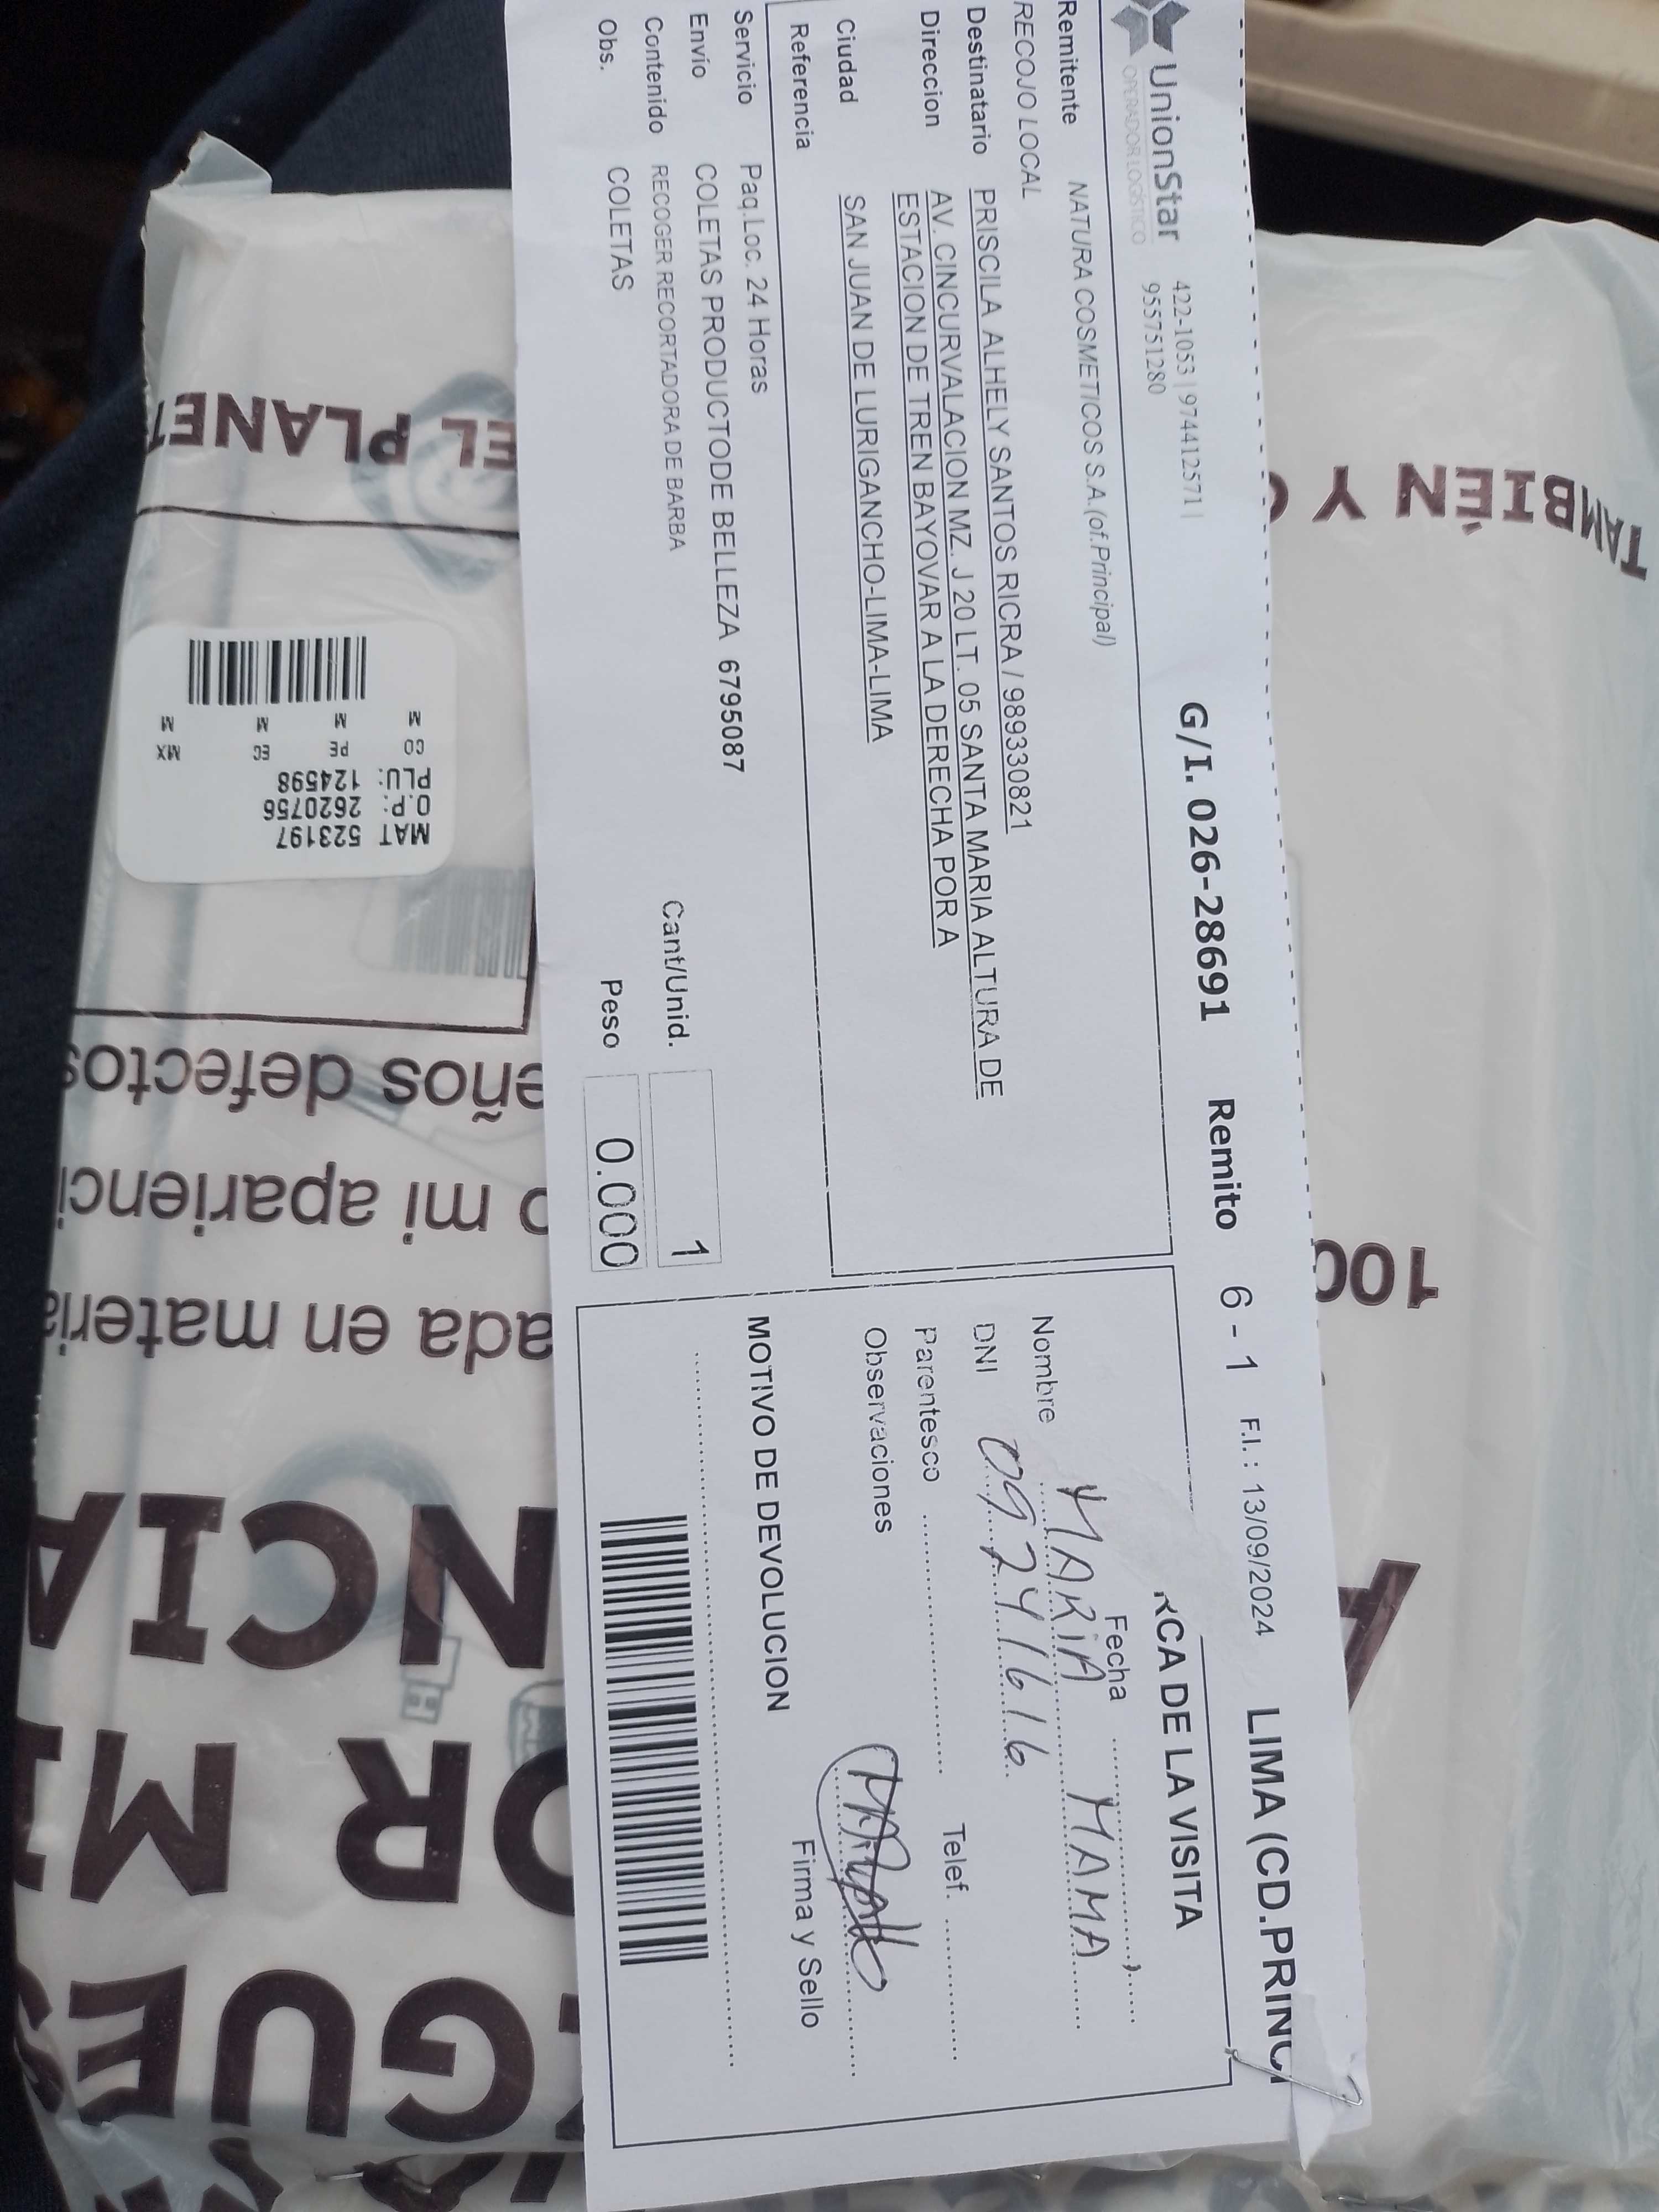 UnionStar
OPERADOR LOGÍSTICO
422-1053 | 974412571 |
955751280
G/I. 026-28691 Remito 6 - 1 F.I. : 13/09/2024 LIMA (CD.PRINC
Remitente NATURA COSMETICOS S.A.(of.Principal)
RECOJO LOCAL
Destinatario PRISCILA ALHELY SANTOS RICRA / 989330821
Direccion AV. CINCURVALACION MZ. J 20 LT. 05 SANTA MARIA ALTURA DE
ESTACION DE TREN BAYOVAR A LA DERECHA POR A
Ciudad SAN JUAN DE LURIGANCHO-LIMA-LIMA
Referencia
Servicio Paq.Loc. 24 Horas
Envío COLETAS PRODUCTODE BELLEZA 6795087
Contenido RECOGER RECORTADORA DE BARBA
Obs. COLETAS
Cant/Unid. 1
Peso 0.000
RCA DE LA VISITA
Fecha
Nombre MARIA MAMA
DNI 09241616
Parentesco Telef.
Observaciones
Firma y Sello
MOTIVO DE DEVOLUCION
TAMBIÉN Y
100
A
EL PLANET
CO PE EC MX
M M M M
PLU: 124598
O.P.: 2620756
MAT 523197
eños defectos
o mi aparienci
ada en materia
NCIA
OR MI
GUES